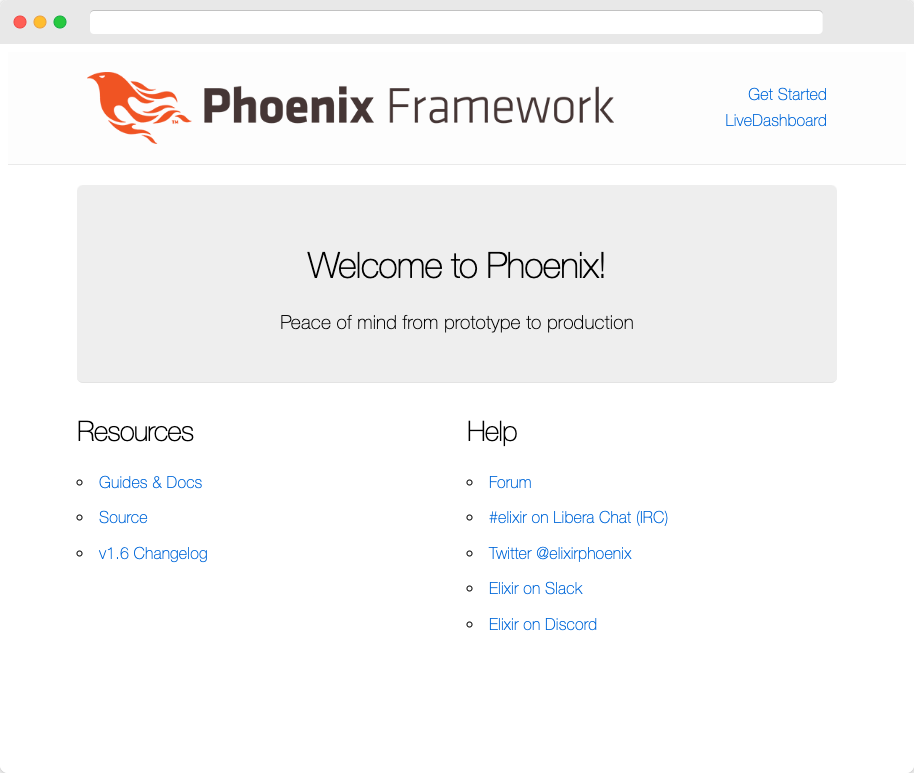 Phoenix Framework
TM
Get Started
LiveDashboard
Welcome to Phoenix!
Peace of mind from prototype to production
Resources
Guides & Docs
Source
v1.6 Changelog
Help
Forum
#elixir on Libera Chat (IRC)
Twitter @elixirphoenix
Elixir on Slack
Elixir on Discord